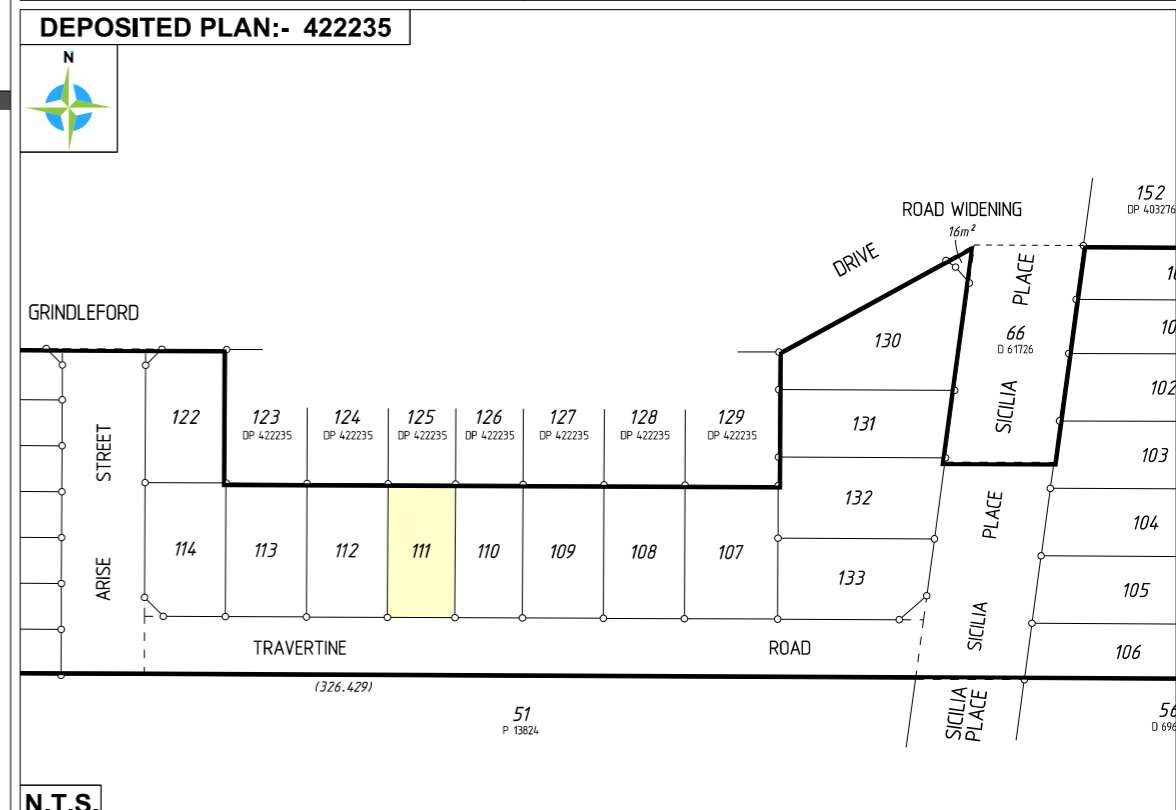 DEPOSITED PLAN:- 422235
N
152
DP 403276
ROAD WIDENING
16m²
DRIVE
PLACE
GRINDLEFORD
130
66
D 61726
SICILIA
102
122
123
DP 422235
124
DP 422235
125
DP 422235
126
DP 422235
127
DP 422235
128
DP 422235
129
DP 422235
131
103
STREET
132
PLACE
104
114
113
112
111
110
109
108
107
ARISE
133
105
SICILIA
TRAVERTINE
ROAD
106
(326.429)
51
P 13824
SICILIA
PLACE
N.T.S.